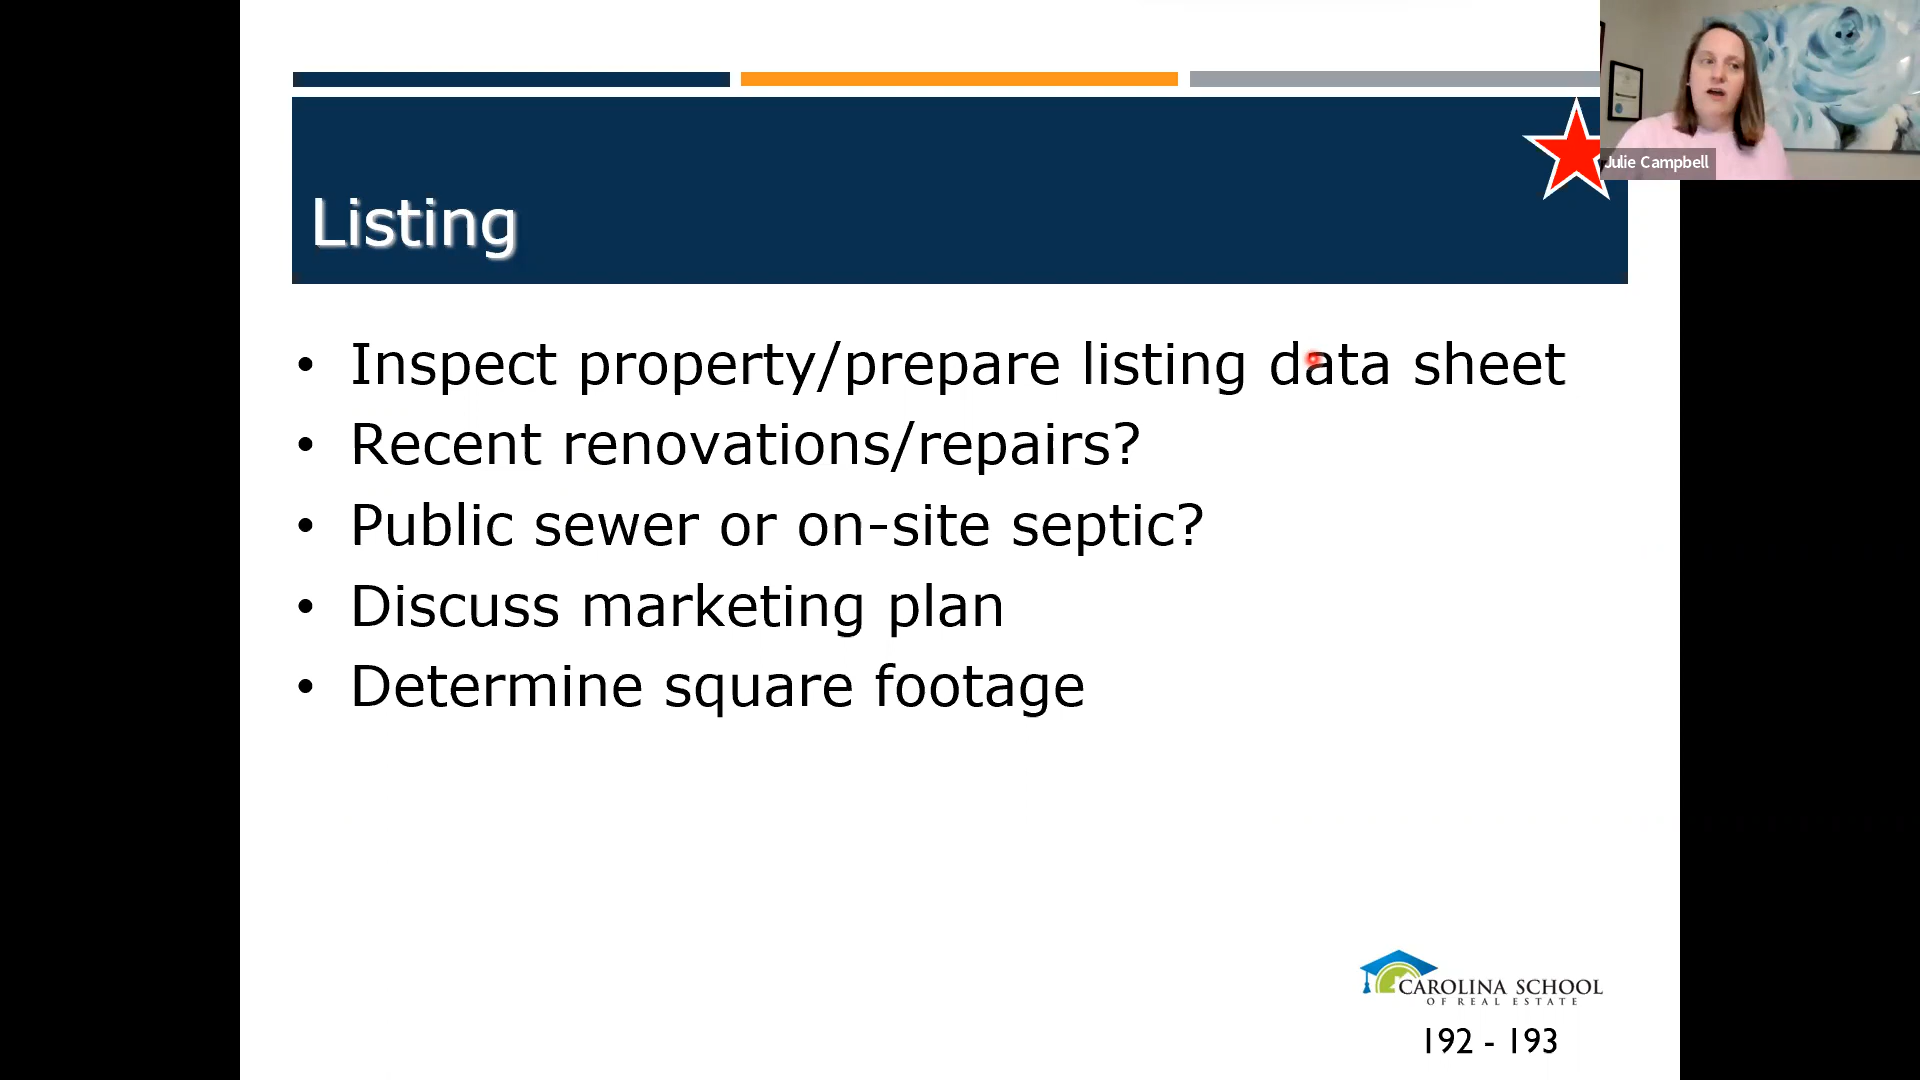 Julie Campbell
Listing
• Inspect property/prepare listing data sheet
• Recent renovations/repairs?
• Public sewer or on-site septic?
• Discuss marketing plan
• Determine square footage
CAROLINA SCHOOL
OF REAL ESTATE
192 - 193